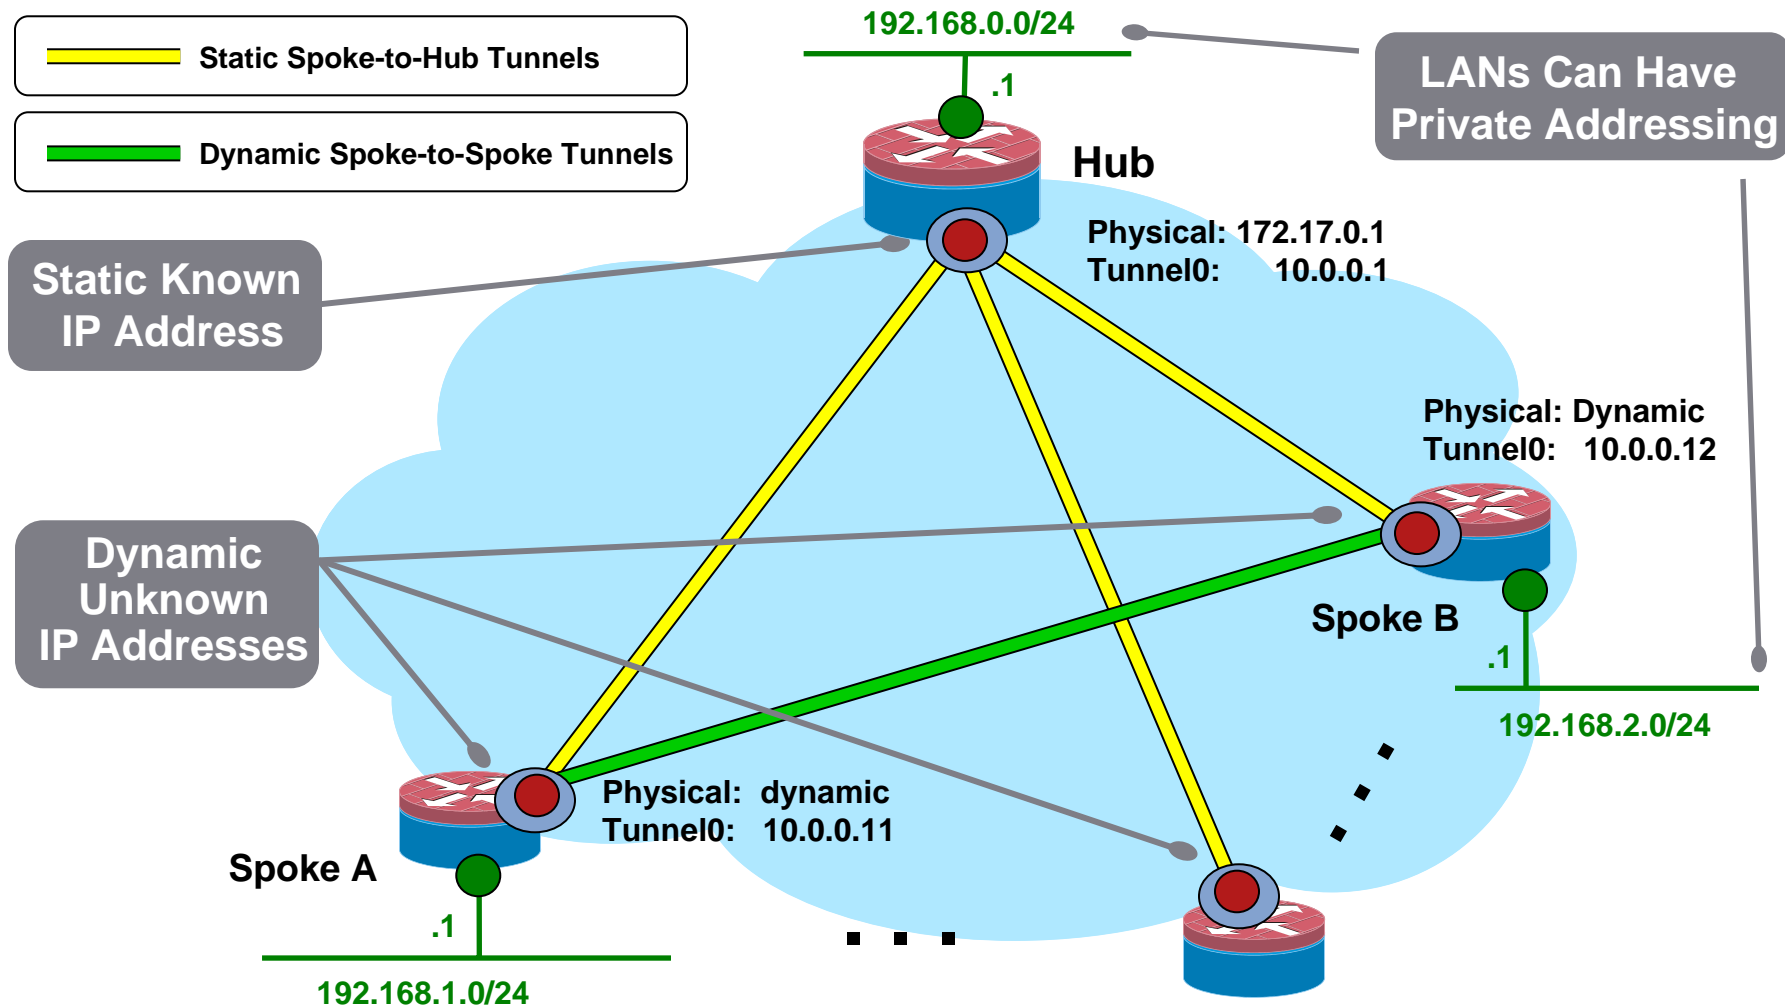 192.168.0.0/24
Static Spoke-to-Hub Tunnels
.1
LANs Can Have
Private Addressing
Dynamic Spoke-to-Spoke Tunnels
Hub
Physical: 172.17.0.1
Tunnel0: 10.0.0.1
Static Known
IP Address
Physical: Dynamic
Tunnel0: 10.0.0.12
Dynamic
Unknown
IP Addresses
Spoke B
.1
192.168.2.0/24
Physical: dynamic
Tunnel0: 10.0.0.11
Spoke A
.1
192.168.1.0/24